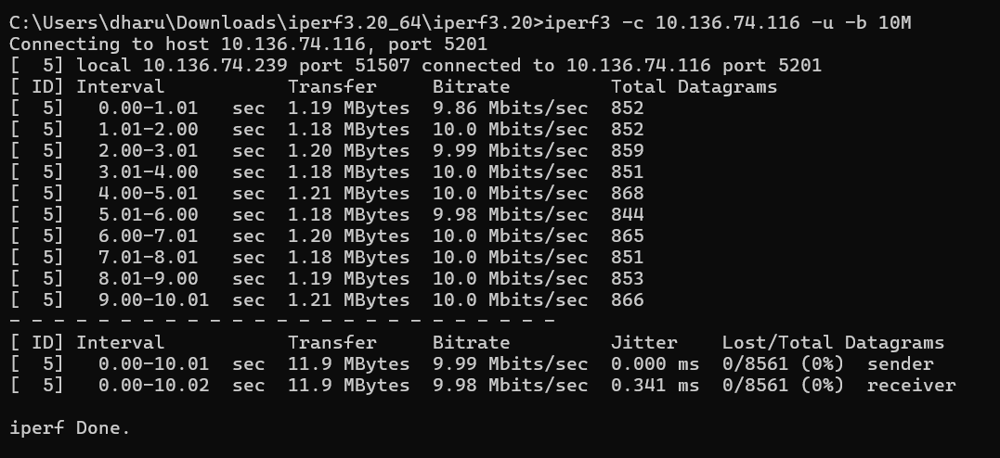 C:\Users\dharu\Downloads\iperf3.20_64\iperf3.20>iperf3 -c 10.136.74.116 -u -b 10M
Connecting to host 10.136.74.116, port 5201
[  5] local 10.136.74.239 port 51507 connected to 10.136.74.116 port 5201
[ ID] Interval           Transfer     Bitrate         Total Datagrams
[  5]   0.00-1.01   sec  1.19 MBytes  9.86 Mbits/sec  852
[  5]   1.01-2.00   sec  1.18 MBytes  10.0 Mbits/sec  852
[  5]   2.00-3.01   sec  1.20 MBytes  9.99 Mbits/sec  859
[  5]   3.01-4.00   sec  1.18 MBytes  10.0 Mbits/sec  851
[  5]   4.00-5.01   sec  1.21 MBytes  10.0 Mbits/sec  868
[  5]   5.01-6.00   sec  1.18 MBytes  9.98 Mbits/sec  844
[  5]   6.00-7.01   sec  1.20 MBytes  10.0 Mbits/sec  865
[  5]   7.01-8.01   sec  1.18 MBytes  10.0 Mbits/sec  851
[  5]   8.01-9.00   sec  1.19 MBytes  10.0 Mbits/sec  853
[  5]   9.00-10.01  sec  1.21 MBytes  10.0 Mbits/sec  866
- - - - - - - - - - - - - - - - - - - - - - - - -
[ ID] Interval           Transfer     Bitrate         Jitter    Lost/Total Datagrams
[  5]   0.00-10.01  sec  11.9 MBytes  9.99 Mbits/sec  0.000 ms  0/8561 (0%)  sender
[  5]   0.00-10.02  sec  11.9 MBytes  9.98 Mbits/sec  0.341 ms  0/8561 (0%)  receiver
iperf Done.